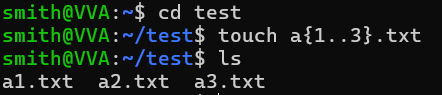 smith@VVA:~$ cd test
smith@VVA:~/test$ touch a{1..3}.txt
smith@VVA:~/test$ ls
a1.txt  a2.txt  a3.txt